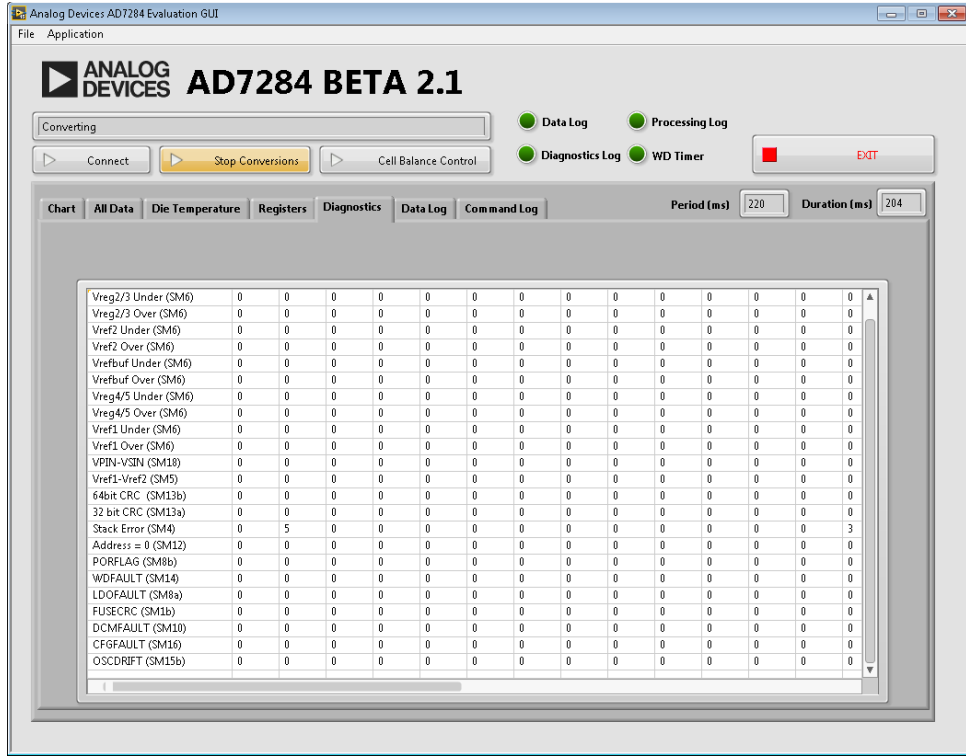 Analog Devices AD7284 Evaluation GUI
File Application
ANALOG DEVICES AD7284 BETA 2.1
Converting
Data Log Processing Log
Connect Stop Conversions Cell Balance Control Diagnostics Log WD Timer EXIT
Chart All Data Die Temperature Registers Diagnostics Data Log Command Log Period (ms) 220 Duration (ms) 204
Vreg2/3 Under (SM6) 0 0 0 0 0 0 0 0 0 0 0 0 0 0
Vreg2/3 Over (SM6) 0 0 0 0 0 0 0 0 0 0 0 0 0 0
Vref2 Under (SM6) 0 0 0 0 0 0 0 0 0 0 0 0 0 0
Vref2 Over (SM6) 0 0 0 0 0 0 0 0 0 0 0 0 0 0
Vrefbuf Under (SM6) 0 0 0 0 0 0 0 0 0 0 0 0 0 0
Vrefbuf Over (SM6) 0 0 0 0 0 0 0 0 0 0 0 0 0 0
Vreg4/5 Under (SM6) 0 0 0 0 0 0 0 0 0 0 0 0 0 0
Vreg4/5 Over (SM6) 0 0 0 0 0 0 0 0 0 0 0 0 0 0
Vref1 Under (SM6) 0 0 0 0 0 0 0 0 0 0 0 0 0 0
Vref1 Over (SM6) 0 0 0 0 0 0 0 0 0 0 0 0 0 0
VPIN-VSIN (SM18) 0 0 0 0 0 0 0 0 0 0 0 0 0 0
Vref1-Vref2 (SM5) 0 0 0 0 0 0 0 0 0 0 0 0 0 0
64bit CRC (SM13b) 0 0 0 0 0 0 0 0 0 0 0 0 0 0
32 bit CRC (SM13a) 0 0 0 0 0 0 0 0 0 0 0 0 0 0
Stack Error (SM4) 0 5 0 0 0 0 0 0 0 0 0 0 0 3
Address = 0 (SM12) 0 0 0 0 0 0 0 0 0 0 0 0 0 0
PORFLAG (SM8b) 0 0 0 0 0 0 0 0 0 0 0 0 0 0
WDFAULT (SM14) 0 0 0 0 0 0 0 0 0 0 0 0 0 0
LDOFAULT (SM8a) 0 0 0 0 0 0 0 0 0 0 0 0 0 0
FUSECRC (SM1b) 0 0 0 0 0 0 0 0 0 0 0 0 0 0
DCMFAULT (SM10) 0 0 0 0 0 0 0 0 0 0 0 0 0 0
CFGFAULT (SM16) 0 0 0 0 0 0 0 0 0 0 0 0 0 0
OSCDRIFT (SM15b) 0 0 0 0 0 0 0 0 0 0 0 0 0 0